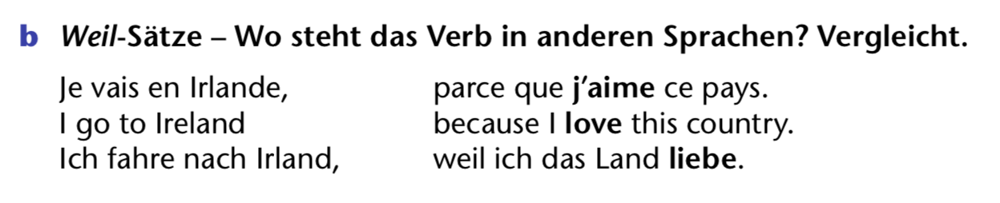 b Weil-Sätze – Wo steht das Verb in anderen Sprachen? Vergleicht.
Je vais en Irlande, parce que j'aime ce pays.
I go to Ireland because I love this country.
Ich fahre nach Irland, weil ich das Land liebe.